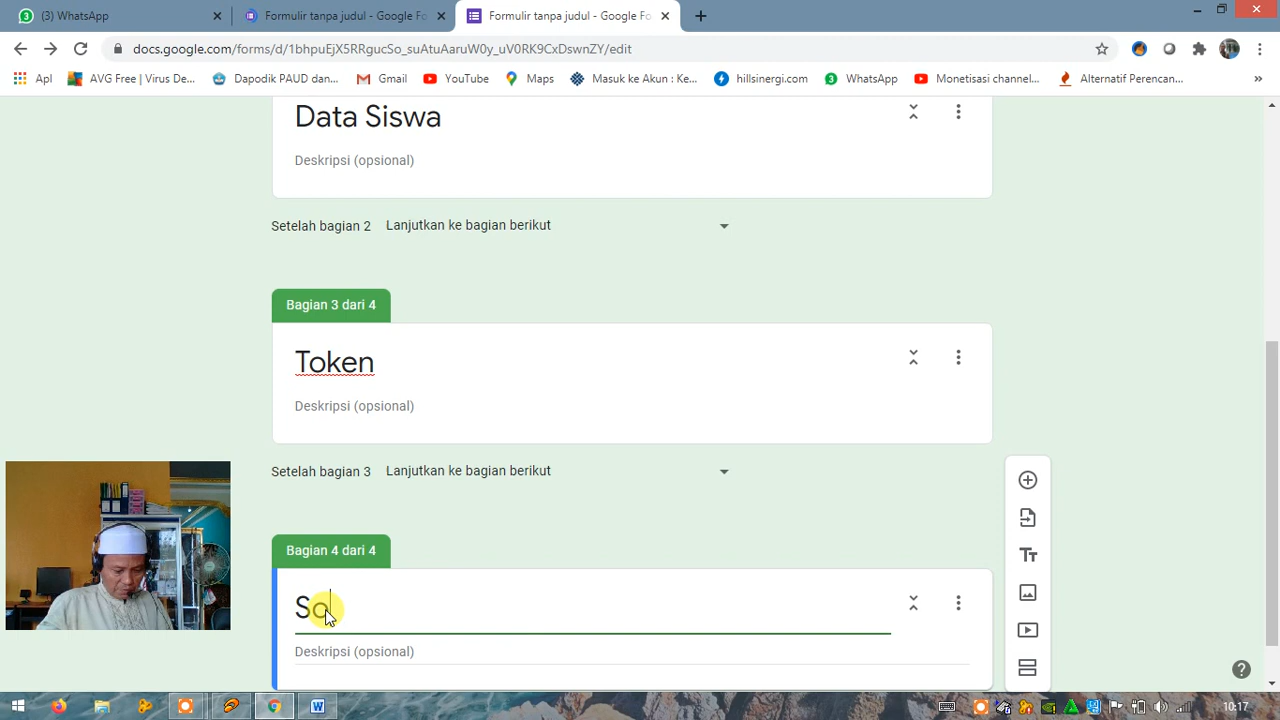 (3) WhatsApp
Formulir tanpa judul - Google Fo
Formulir tanpa judul - Google Fo
docs.google.com/forms/d/1bhpuEjX5RRgucSo_suAtuAaruW0y_uV0RK9CxDswnZY/edit
Apl
AVG Free | Virus De...
Dapodik PAUD dan...
Gmail
YouTube
Maps
Masuk ke Akun : Ke...
hillsinergi.com
WhatsApp
Monetisasi channel...
Alternatif Perencan...
Data Siswa
Deskripsi (opsional)
Setelah bagian 2 Lanjutkan ke bagian berikut
Bagian 3 dari 4
Token
Deskripsi (opsional)
Setelah bagian 3 Lanjutkan ke bagian berikut
Bagian 4 dari 4
So
Deskripsi (opsional)
10:17